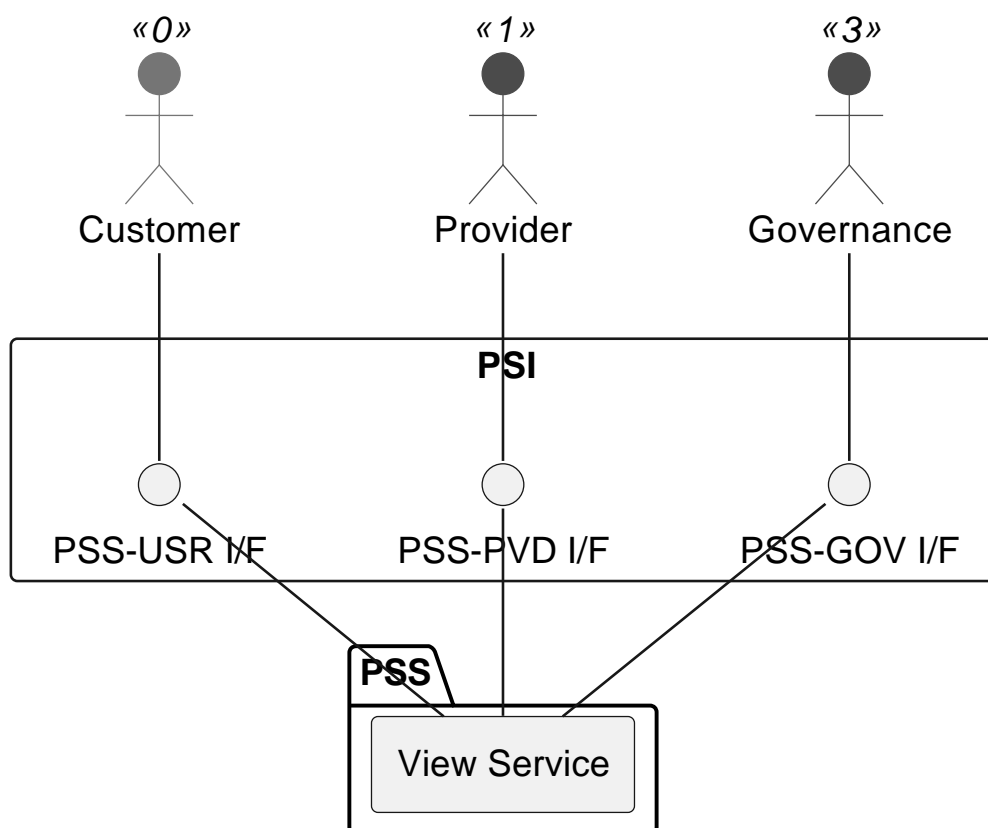 «0» «1» «3»
Customer Provider Governance
PSI
PSS-USR I/F PSS-PVD I/F PSS-GOV I/F
PSS
View Service